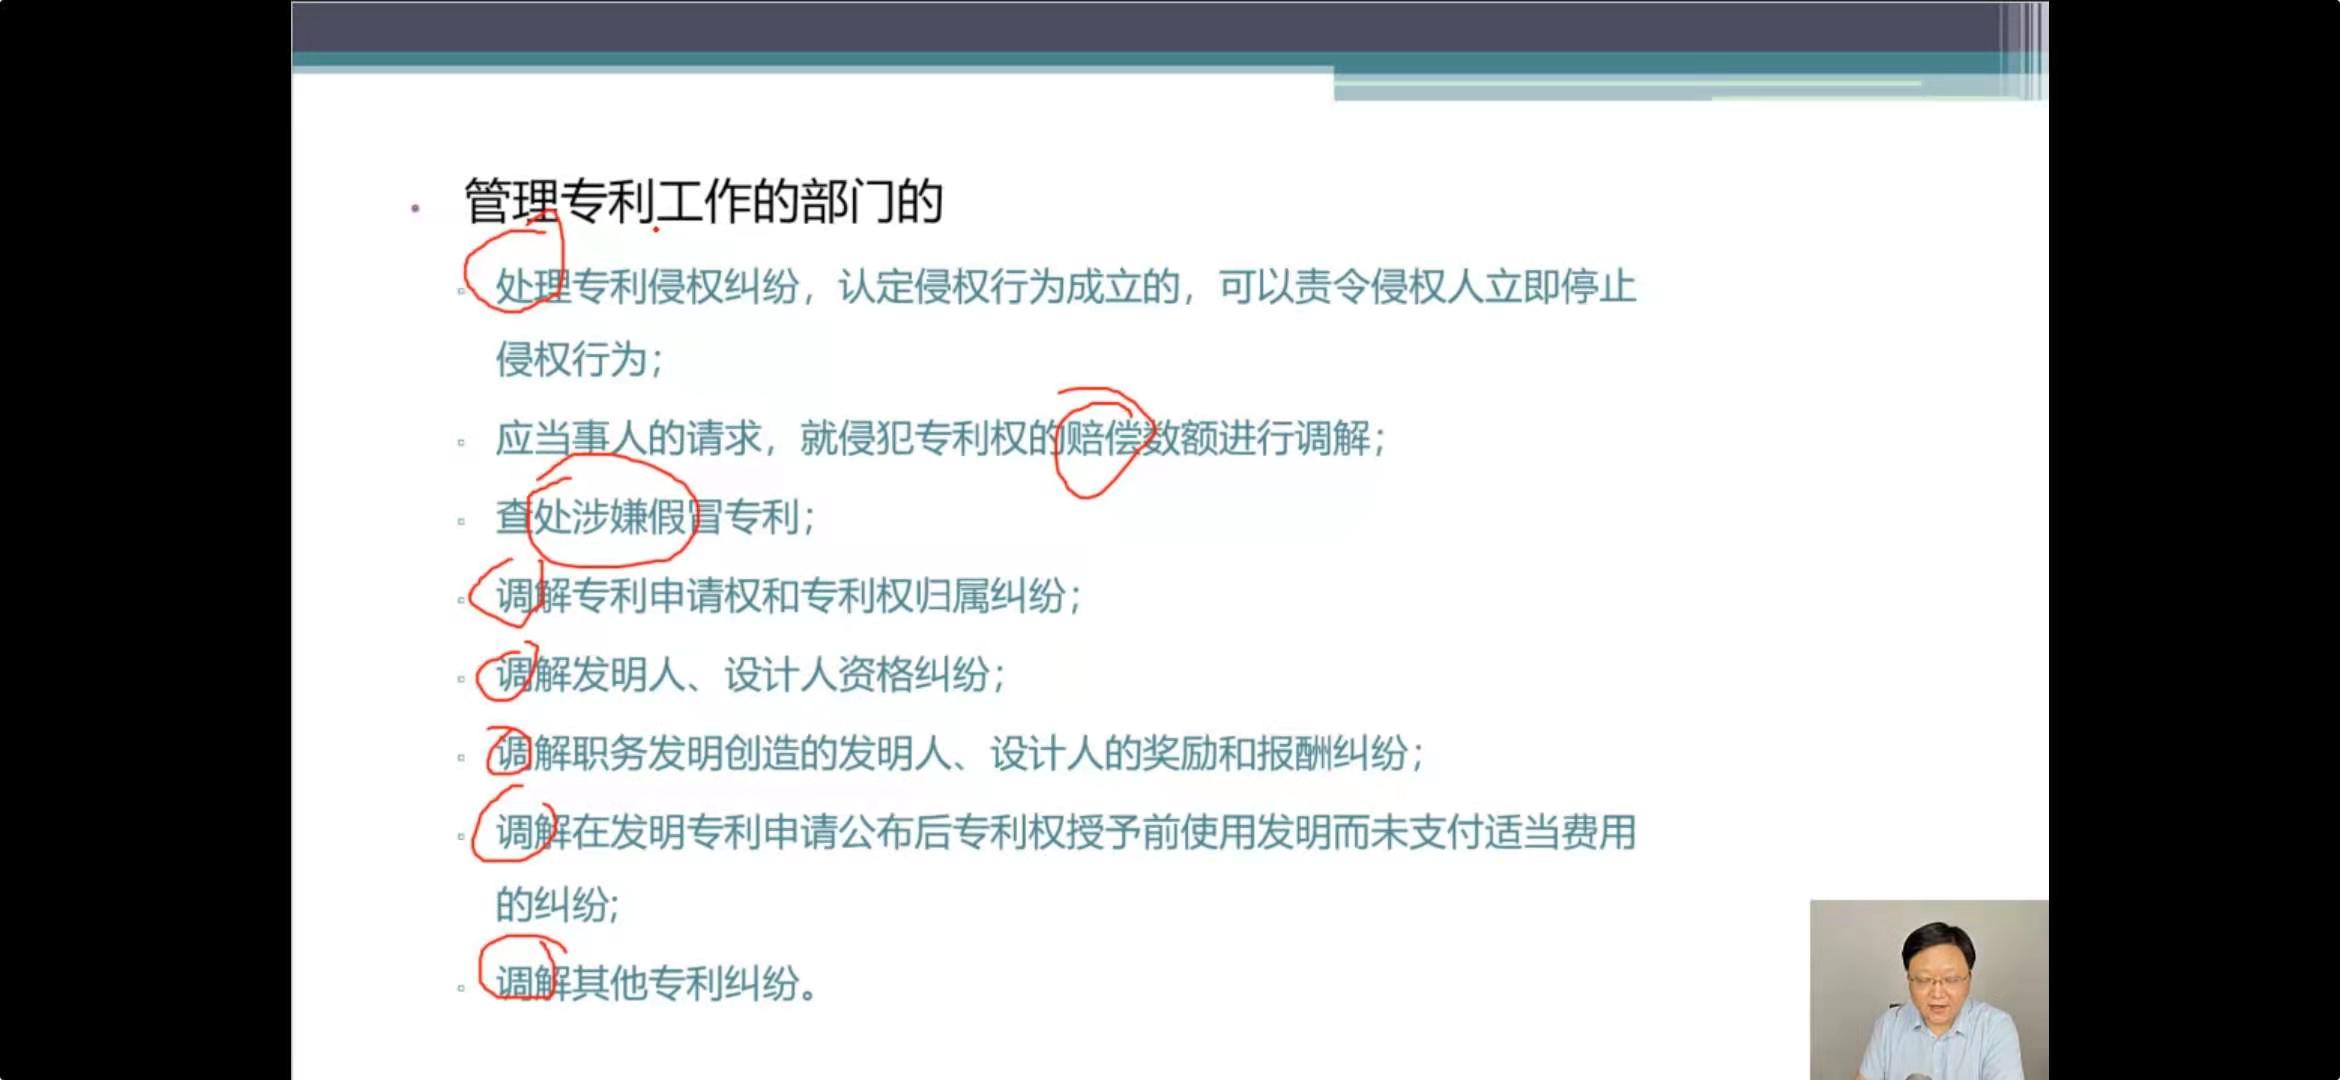 管理专利工作的部门的
处理专利侵权纠纷，认定侵权行为成立的，可以责令侵权人立即停止
侵权行为；
应当事人的请求，就侵犯专利权的赔偿数额进行调解；
查处涉嫌假冒专利；
调解专利申请权和专利权归属纠纷；
调解发明人、设计人资格纠纷；
调解职务发明创造的发明人、设计人的奖励和报酬纠纷；
调解在发明专利申请公布后专利权授予前使用发明而未支付适当费用
的纠纷;
调解其他专利纠纷。